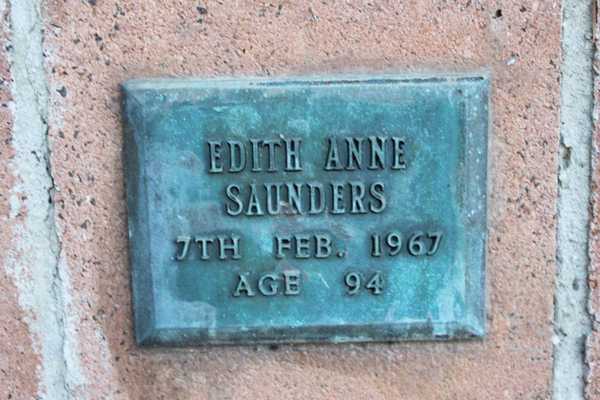 EDITH ANNE
SAUNDERS
7TH FEB. 1967
AGE 94